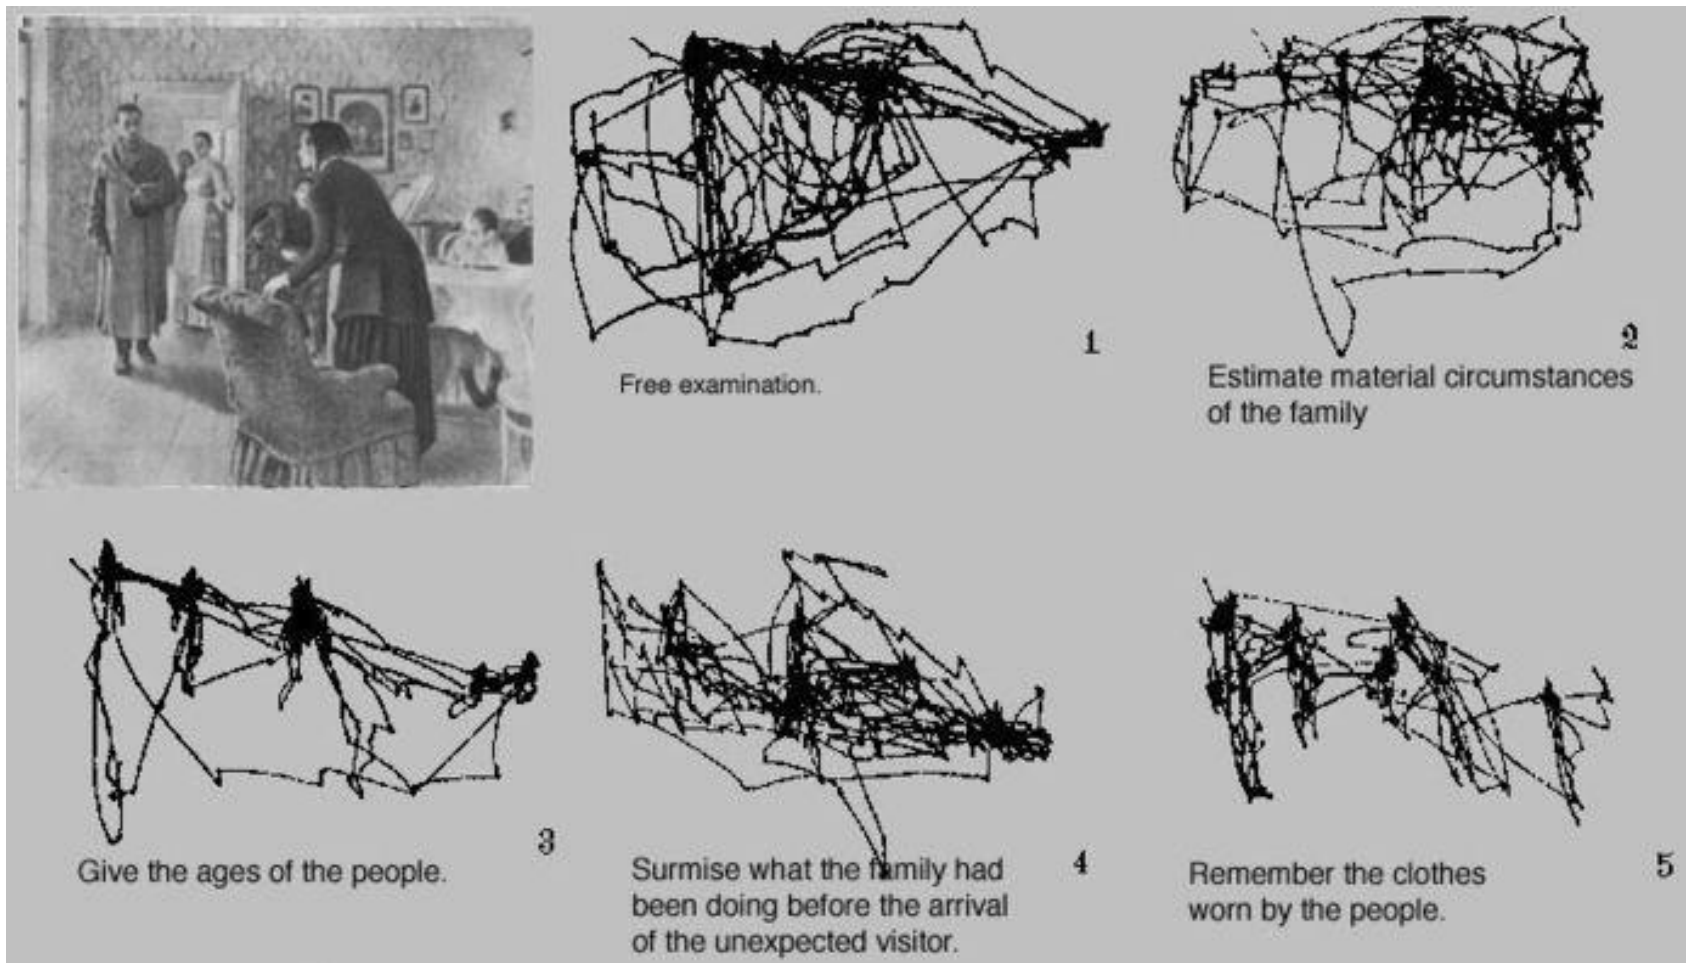 1
Free examination.
2
Estimate material circumstances
of the family
3
Give the ages of the people.
4
Surmise what the family had
been doing before the arrival
of the unexpected visitor.
5
Remember the clothes
worn by the people.